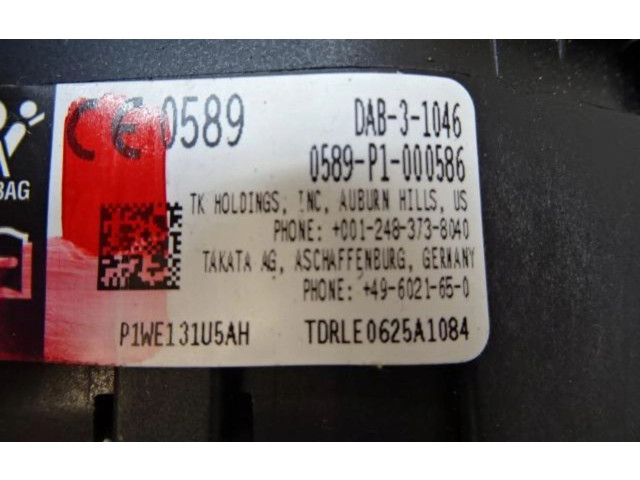 CE 0589
DAB-3-1046
0589-P1-000586
TK HOLDINGS, INC, AUBURN HILLS, US
PHONE: +001-248-373-8040
TAKATA AG, ASCHAFFENBURG, GERMANY
PHONE: +49-6021-65-0
P1WE131U5AH
TDRLE0625A1084
BAG